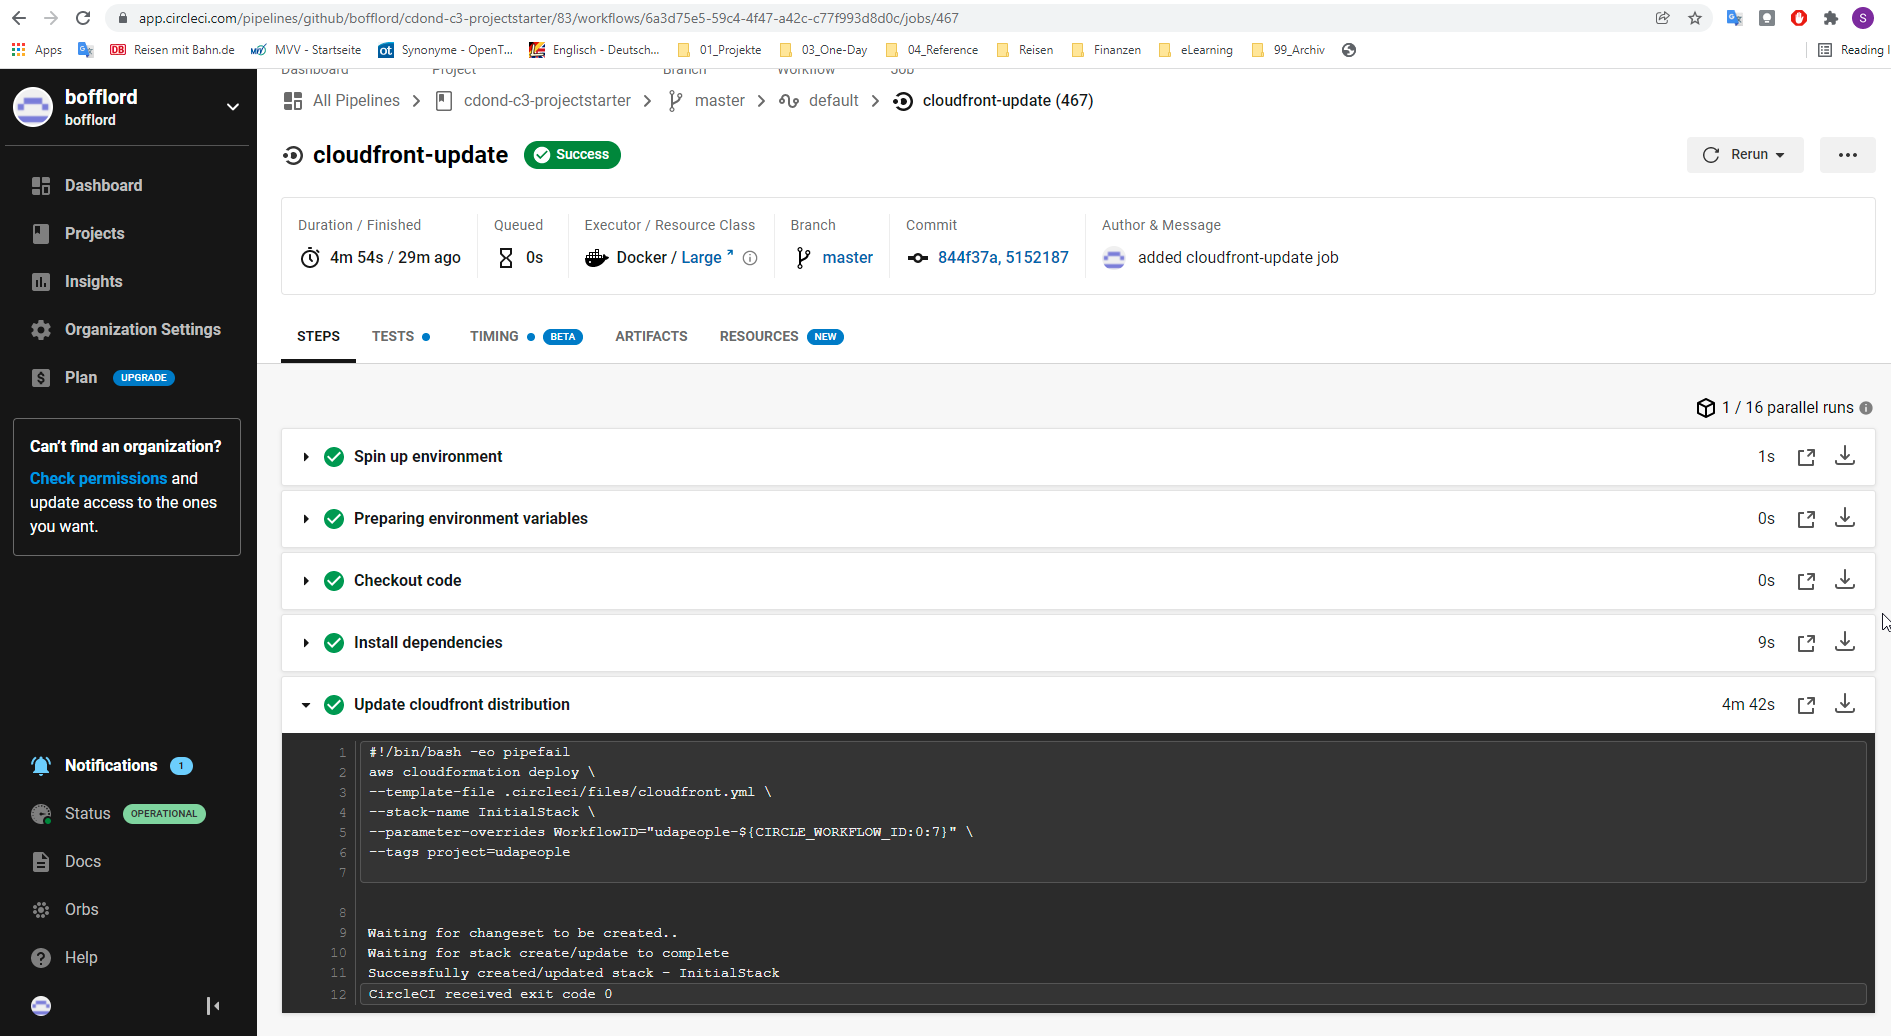 app.circleci.com/pipelines/github/bofflord/cdond-c3-projectstarter/83/workflows/6a3d75e5-59c4-4f47-a42c-c77f993d8d0c/jobs/467
S
Apps
DB Reisen mit Bahn.de
MVV MVV - Startseite
ot Synonyme - OpenT...
Englisch - Deutsch...
01_Projekte
03_One-Day
04_Reference
Reisen
Finanzen
eLearning
99_Archiv
Reading l
bofflord
bofflord
Dashboard
Projects
Insights
Organization Settings
Plan UPGRADE
Can't find an organization?
Check permissions and
update access to the ones
you want.
Notifications 1
Status OPERATIONAL
Docs
Orbs
Help
Dashboard Project Branch Workflow Job
All Pipelines cdond-c3-projectstarter master default cloudfront-update (467)
cloudfront-update Success
Rerun
Duration / Finished
4m 54s / 29m ago
Queued
0s
Executor / Resource Class
Docker / Large
Branch
master
Commit
844f37a, 5152187
Author & Message
added cloudfront-update job
STEPS TESTS TIMING BETA ARTIFACTS RESOURCES NEW
1 / 16 parallel runs
Spin up environment 1s
Preparing environment variables 0s
Checkout code 0s
Install dependencies 9s
Update cloudfront distribution 4m 42s
1 #!/bin/bash -eo pipefail
2 aws cloudformation deploy \
3 --template-file .circleci/files/cloudfront.yml \
4 --stack-name InitialStack \
5 --parameter-overrides WorkflowID="udapeople-${CIRCLE_WORKFLOW_ID:0:7}" \
6 --tags project=udapeople
7
8
9 Waiting for changeset to be created..
10 Waiting for stack create/update to complete
11 Successfully created/updated stack - InitialStack
12 CircleCI received exit code 0